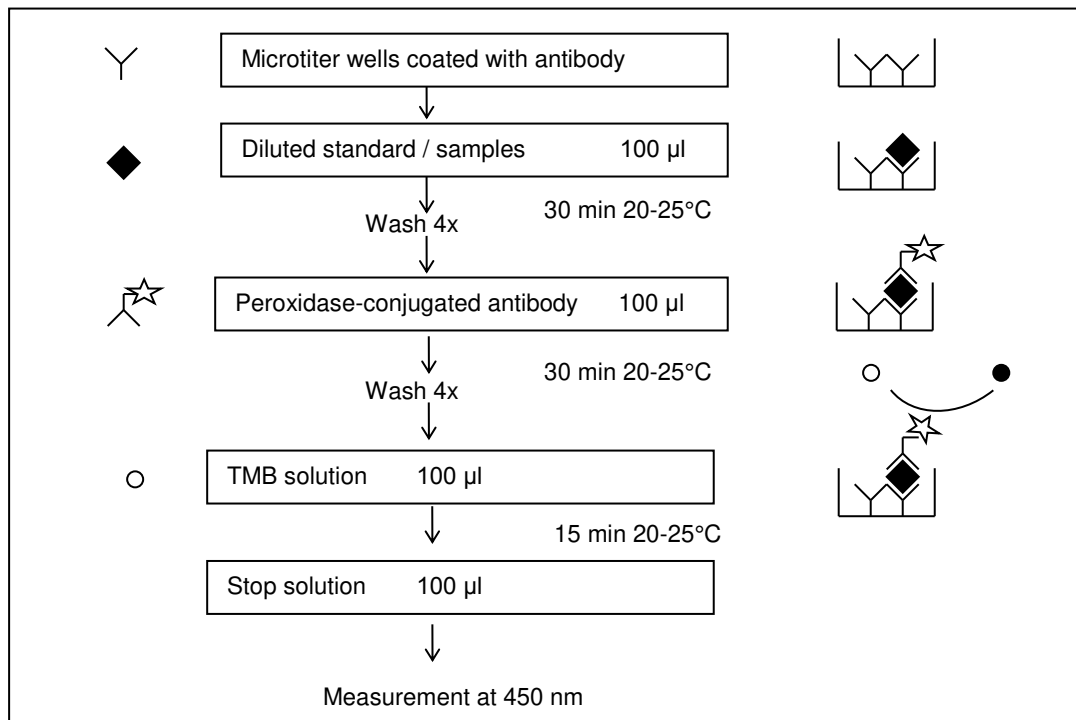 Microtiter wells coated with antibody
Diluted standard / samples 100 µl
30 min 20-25°C
Wash 4x
Peroxidase-conjugated antibody 100 µl
30 min 20-25°C
Wash 4x
TMB solution 100 µl
15 min 20-25°C
Stop solution 100 µl
Measurement at 450 nm